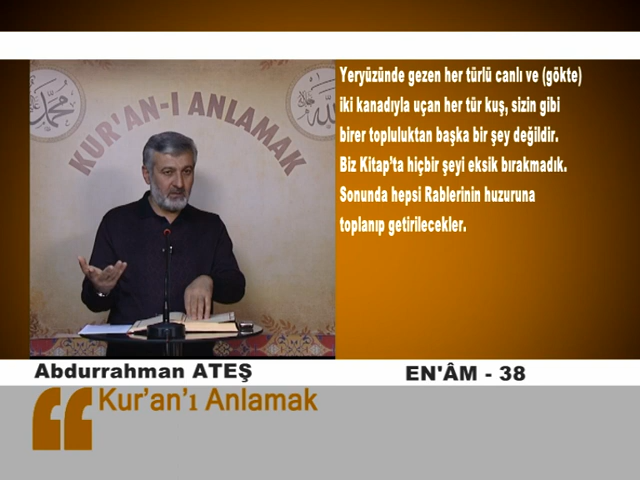 KUR'AN-I ANLAMAK
محمد
الله
Yeryüzünde gezen her türlü canlı ve (gökte)
iki kanadıyla uçan her tür kuş, sizin gibi
birer topluluktan başka bir şey değildir.
Biz Kitap'ta hiçbir şeyi eksik bırakmadık.
Sonunda hepsi Rablerinin huzuruna
toplanıp getirilecekler.
Abdurrahman ATEŞ
EN'ÂM - 38
Kur'an'ı Anlamak